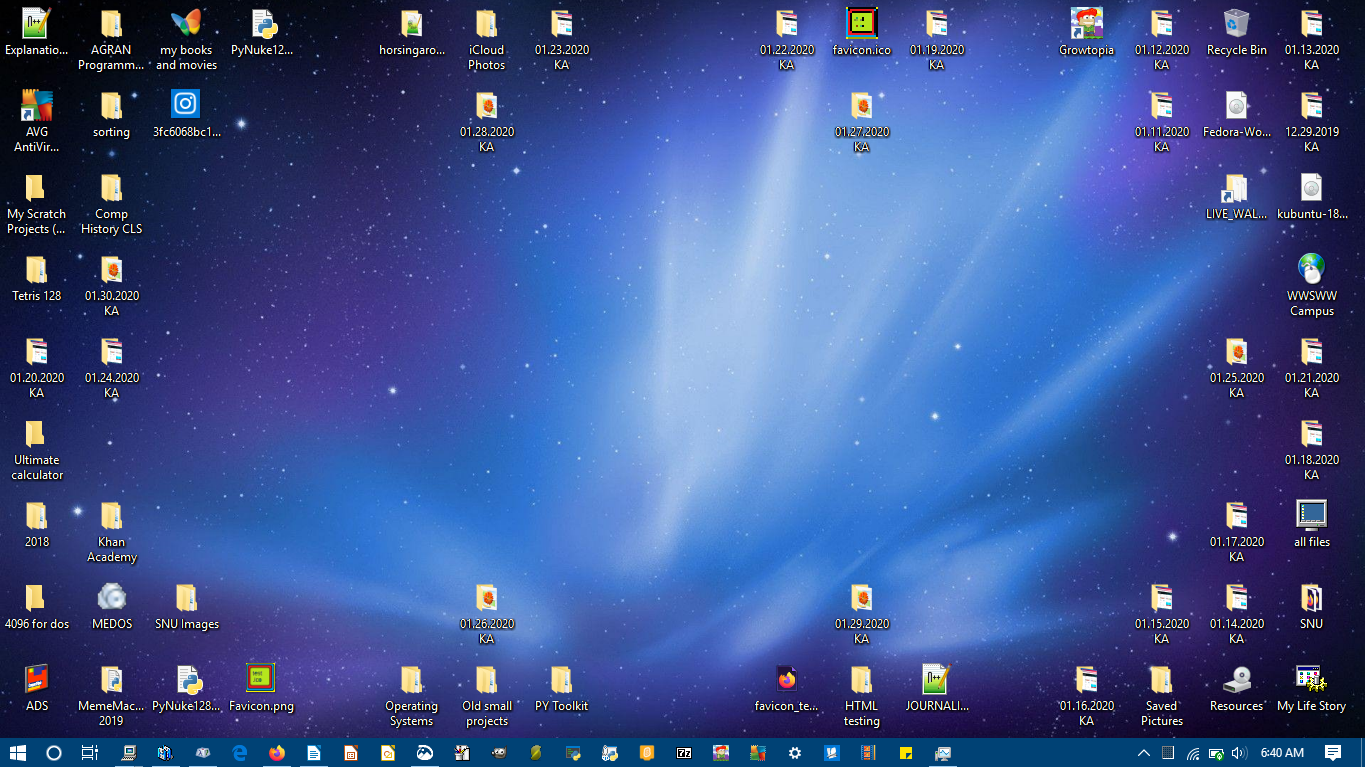 Explanatio...
AGRAN
Programm...
my books
and movies
PyNuke12...
horsingaro...
iCloud
Photos
01.23.2020
KA
01.22.2020
KA
favicon.ico
01.19.2020
KA
Growtopia
01.12.2020
KA
Recycle Bin
01.13.2020
KA
AVG
AntiVir...
sorting
3fc6068bc1...
01.28.2020
KA
01.27.2020
KA
01.11.2020
KA
Fedora-Wo...
12.29.2019
KA
My Scratch
Projects (...
Comp
History CLS
LIVE_WAL...
kubuntu-18...
Tetris 128
01.30.2020
KA
WWSWW
Campus
01.20.2020
KA
01.24.2020
KA
01.25.2020
KA
01.21.2020
KA
Ultimate
calculator
01.18.2020
KA
2018
Khan
Academy
01.17.2020
KA
all files
4096 for dos
MEDOS
SNU Images
01.26.2020
KA
01.29.2020
KA
01.15.2020
KA
01.14.2020
KA
SNU
ADS
MemeMac...
2019
PyNuke128...
Favicon.png
Operating
Systems
Old small
projects
PY Toolkit
favicon_te...
HTML
testing
JOURNALI...
01.16.2020
KA
Saved
Pictures
Resources
My Life Story
6:40 AM